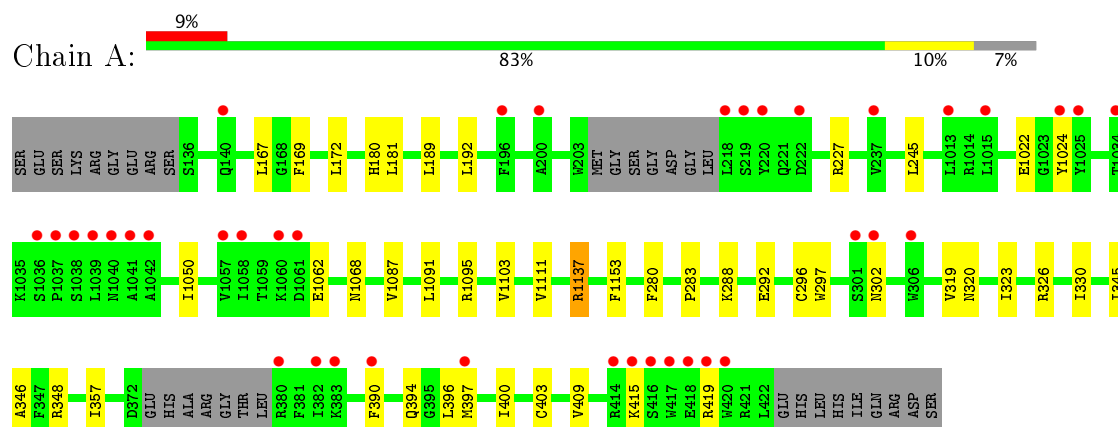 9%
Chain A:
83% 10% 7%
SER GLU SER LYS ARG GLY GLU ARG SER S136 Q140 L167 G168 F169 L172 H180 L181 L189 L192 F196 A200 W203 MET GLY SER GLY ASP GLY LEU L218 S219 Y220 Q221 D222 R227 V237 L245 L1013 R1014 L1015 E1022 G1023 Y1024 Y1025 T1034
K1035 S1036 P1037 S1038 L1039 N1040 A1041 A1042 I1050 V1057 I1058 T1059 K1060 D1061 E1062 N1068 V1087 L1091 R1095 V1103 V1111 R1137 F1153 F280 P283 K288 E292 C296 W297 S301 N302 W306 V319 N320 I323 R326 I330 I345
A346 F347 R348 I357 D372 GLU HIS ALA ARG GLY THR LEU R380 F381 I382 K383 F390 Q394 G395 L396 M397 I400 C403 V409 R414 K415 S416 W417 E418 R419 W420 R421 L422 GLU HIS LEU HIS ILE GLN ARG ASP SER